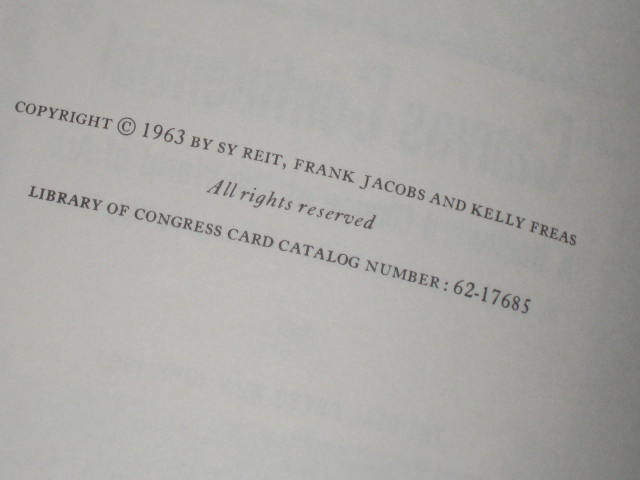 COPYRIGHT © 1963 BY SY REIT, FRANK JACOBS AND KELLY FREAS
All rights reserved
LIBRARY OF CONGRESS CARD CATALOG NUMBER: 62-17685